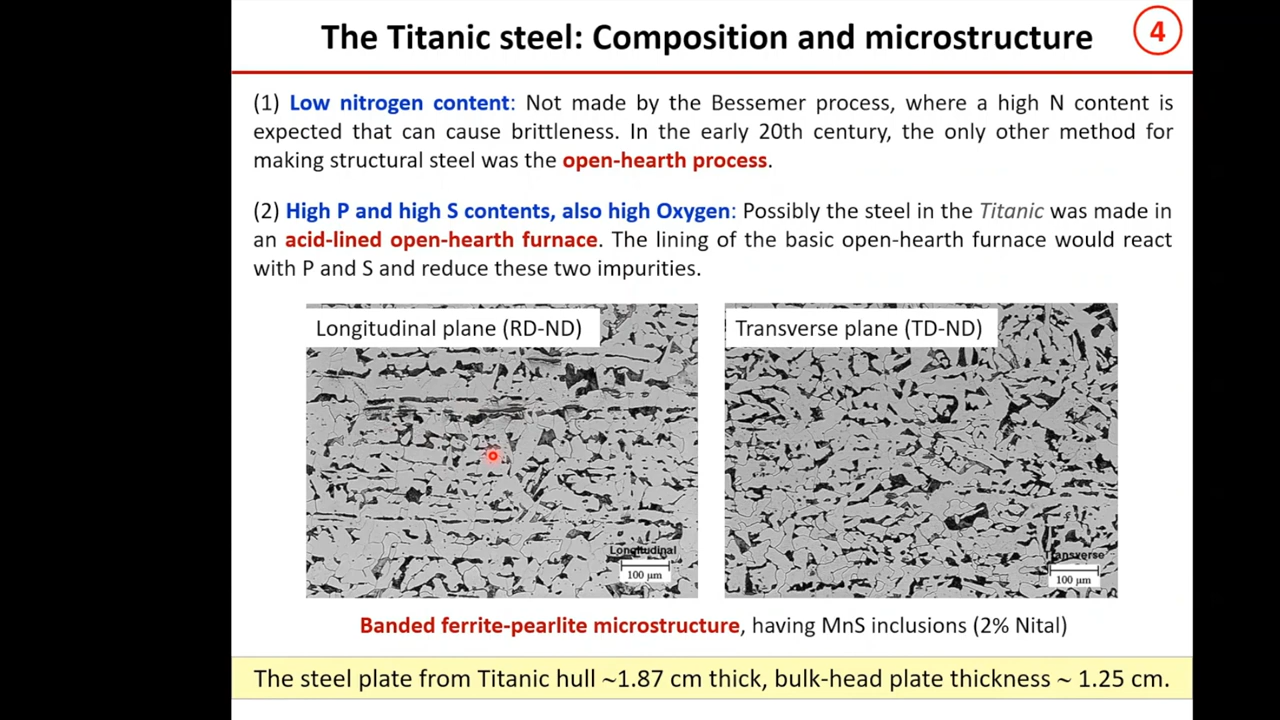 The Titanic steel: Composition and microstructure
4
(1) Low nitrogen content: Not made by the Bessemer process, where a high N content is
expected that can cause brittleness. In the early 20th century, the only other method for
making structural steel was the open-hearth process.
(2) High P and high S contents, also high Oxygen: Possibly the steel in the Titanic was made in
an acid-lined open-hearth furnace. The lining of the basic open-hearth furnace would react
with P and S and reduce these two impurities.
Longitudinal plane (RD-ND)
Transverse plane (TD-ND)
Longitudinal
100 μm
Transverse
100 μm
Banded ferrite-pearlite microstructure, having MnS inclusions (2% Nital)
The steel plate from Titanic hull ~1.87 cm thick, bulk-head plate thickness ~ 1.25 cm.